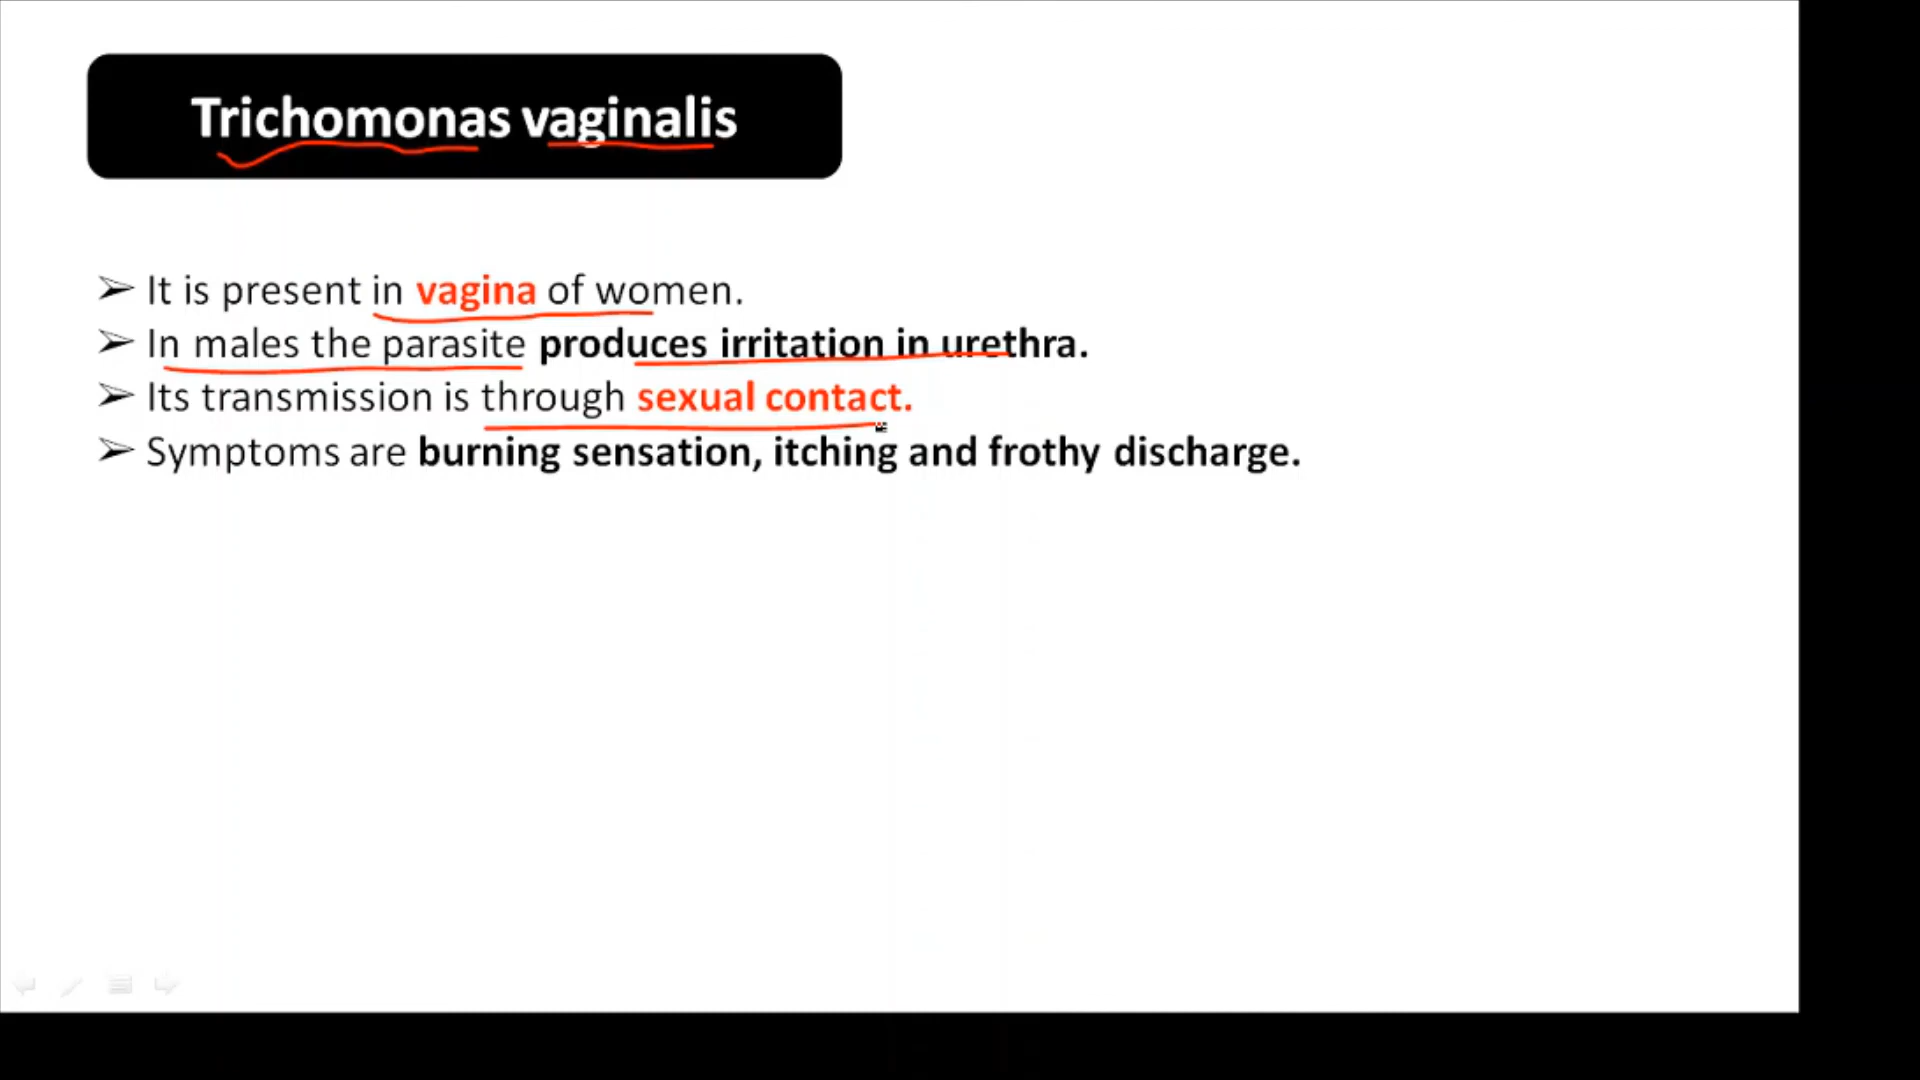 Trichomonas vaginalis
➢ It is present in vagina of women.
➢ In males the parasite produces irritation in urethra.
➢ Its transmission is through sexual contact.
➢ Symptoms are burning sensation, itching and frothy discharge.